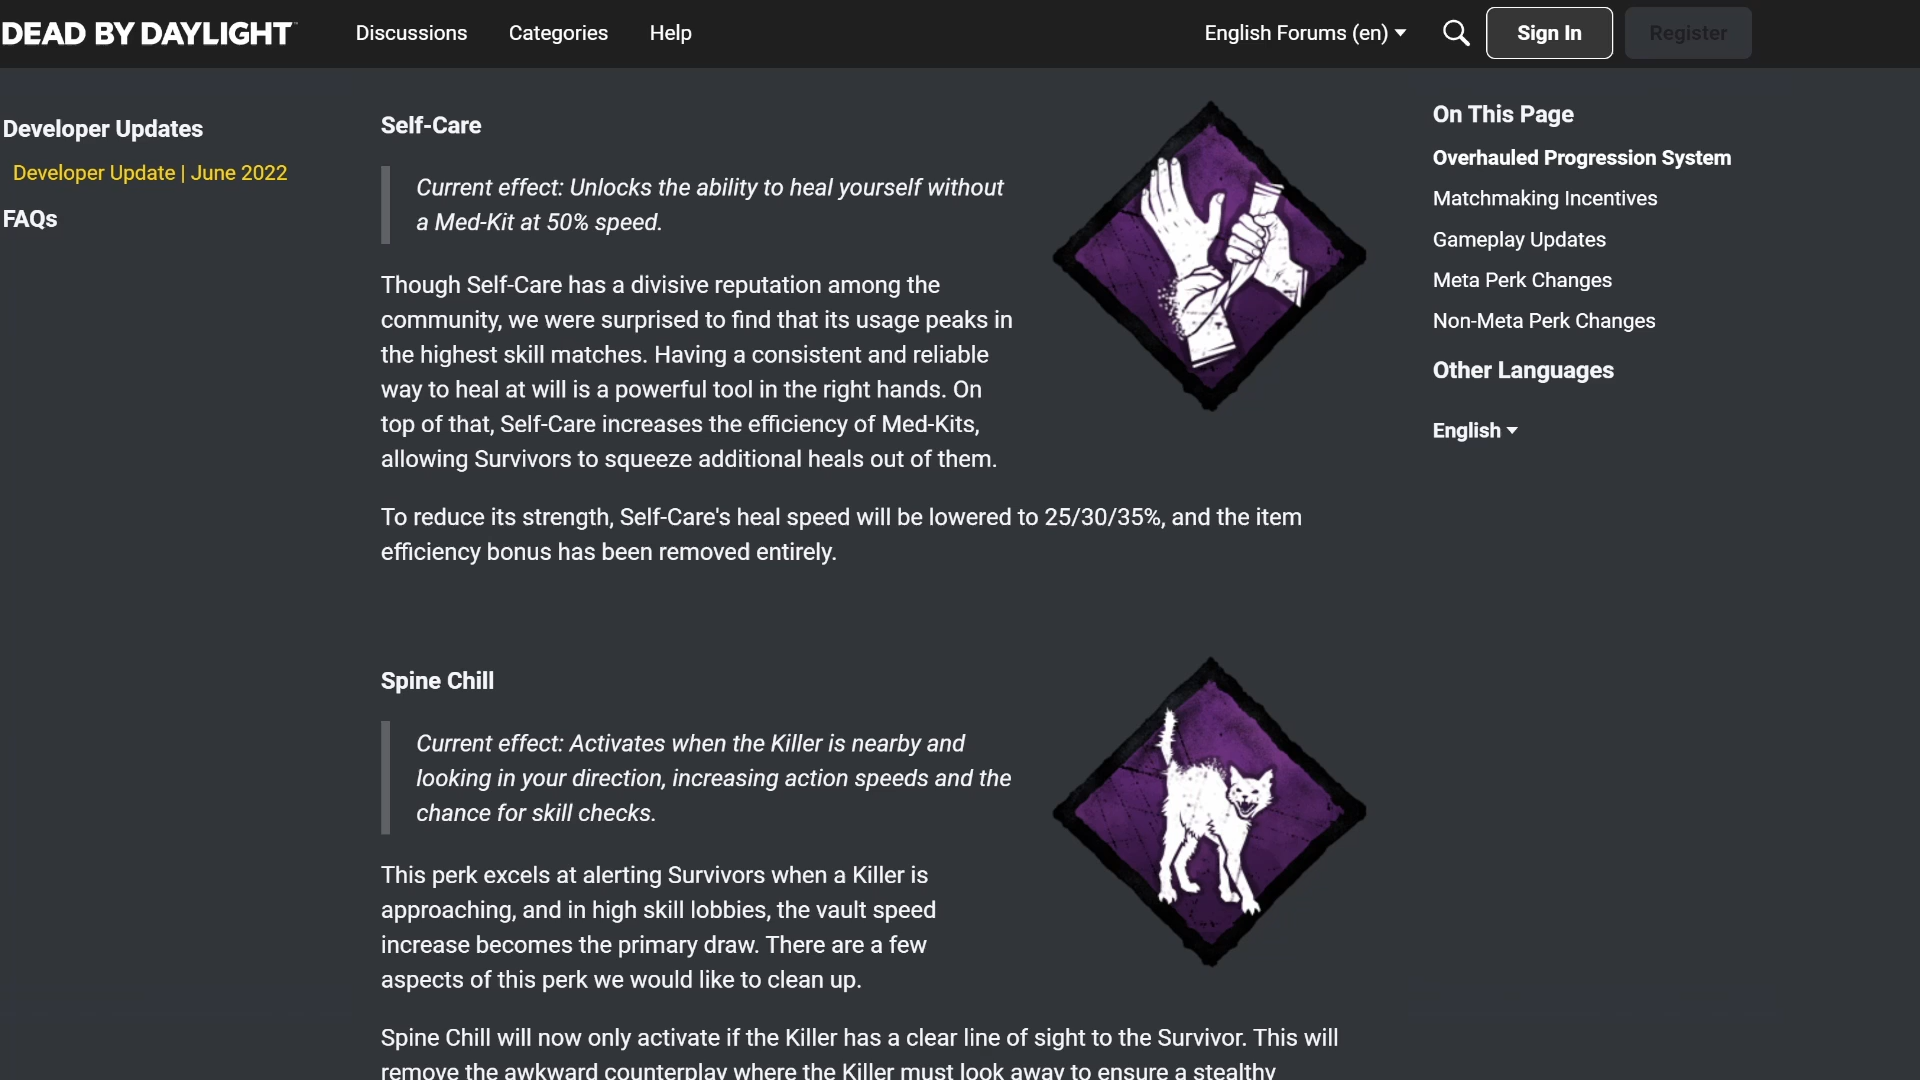 DEAD BY DAYLIGHT™
Discussions
Categories
Help
English Forums (en)
Sign In
Register
Developer Updates
Developer Update | June 2022
FAQs
Self-Care
Current effect: Unlocks the ability to heal yourself without
a Med-Kit at 50% speed.
Though Self-Care has a divisive reputation among the
community, we were surprised to find that its usage peaks in
the highest skill matches. Having a consistent and reliable
way to heal at will is a powerful tool in the right hands. On
top of that, Self-Care increases the efficiency of Med-Kits,
allowing Survivors to squeeze additional heals out of them.
To reduce its strength, Self-Care's heal speed will be lowered to 25/30/35%, and the item
efficiency bonus has been removed entirely.
Spine Chill
Current effect: Activates when the Killer is nearby and
looking in your direction, increasing action speeds and the
chance for skill checks.
This perk excels at alerting Survivors when a Killer is
approaching, and in high skill lobbies, the vault speed
increase becomes the primary draw. There are a few
aspects of this perk we would like to clean up.
Spine Chill will now only activate if the Killer has a clear line of sight to the Survivor. This will
remove the awkward counterplay where the Killer must look away to ensure a stealthy
On This Page
Overhauled Progression System
Matchmaking Incentives
Gameplay Updates
Meta Perk Changes
Non-Meta Perk Changes
Other Languages
English